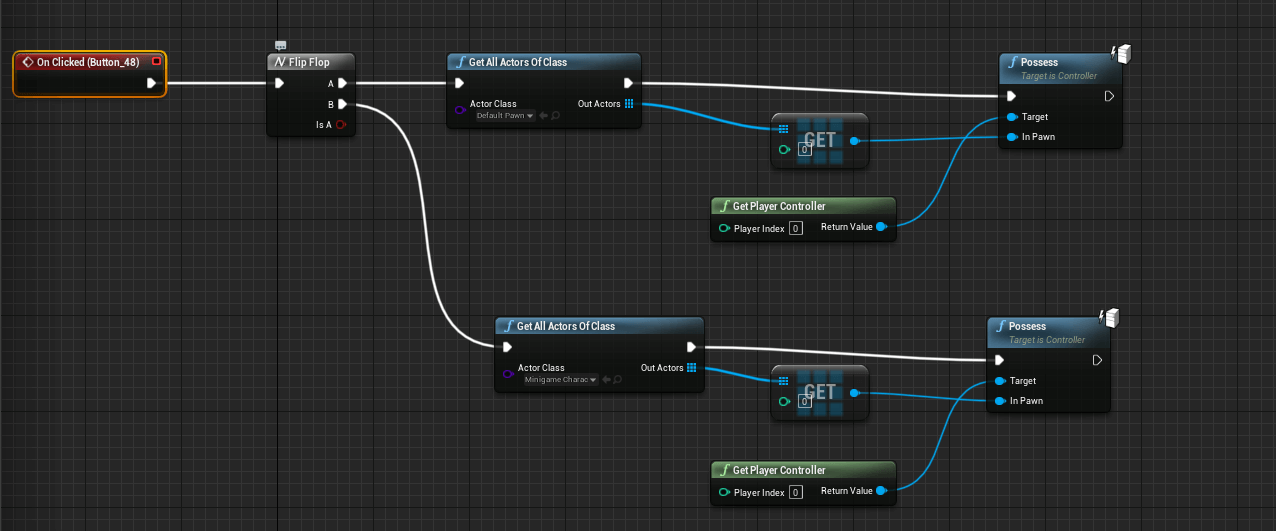 On Clicked (Button_48)
Flip Flop
A
B
Is A
Get All Actors Of Class
Actor Class
Default Pawn
Out Actors
GET
0
Get Player Controller
Player Index 0
Return Value
Possess
Target is Controller
Target
In Pawn
Get All Actors Of Class
Actor Class
Minigame Charac
Out Actors
GET
0
Get Player Controller
Player Index 0
Return Value
Possess
Target is Controller
Target
In Pawn